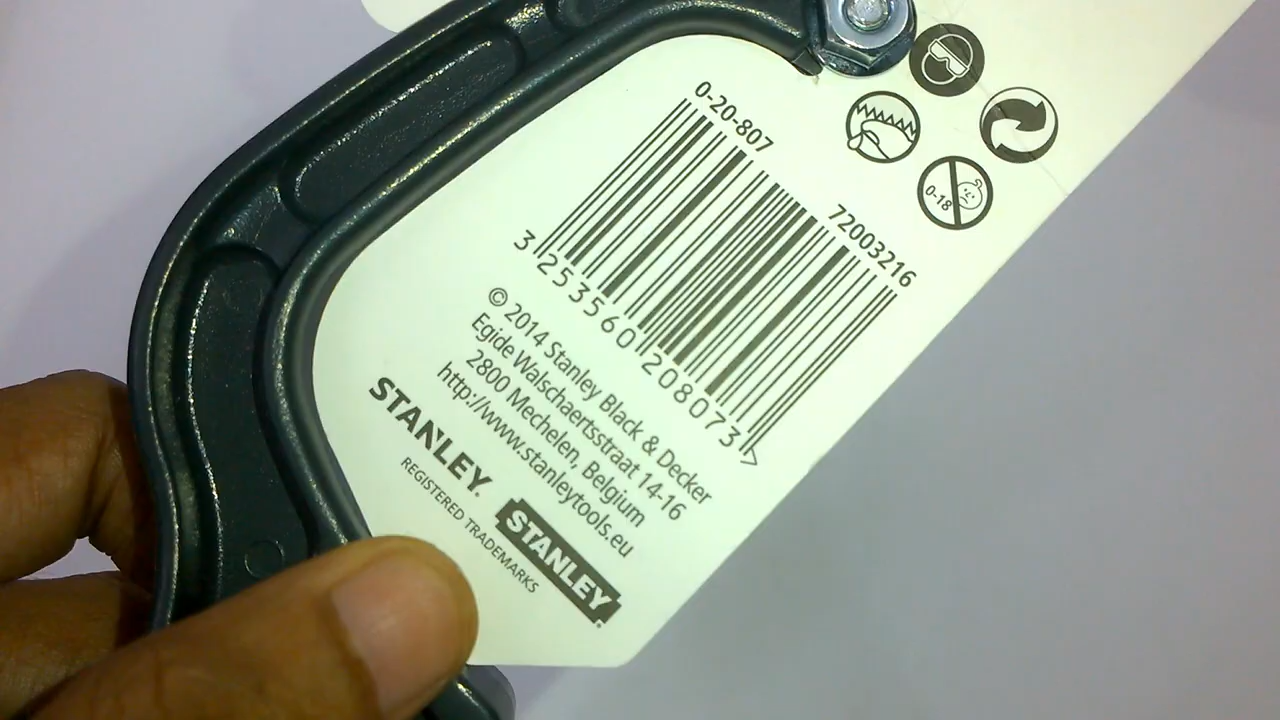 0-20-807
72003216
3 253560 208073 >
© 2014 Stanley Black & Decker
Egide Walschaertsstraat 14-16
2800 Mechelen, Belgium
http://www.stanleytools.eu
STANLEY.
STANLEY.
REGISTERED TRADEMARKS
0-18